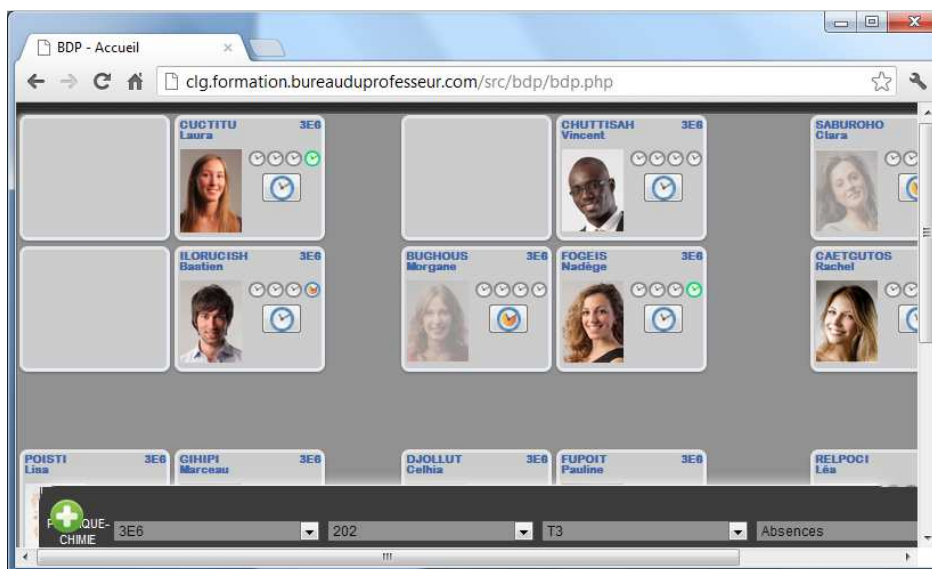 BDP - Accueil
clg.formation.bureauduprofesseur.com/src/bdp/bdp.php
CUCTITU 3E6
Laura
CHUTTISAH 3E6
Vincent
SABUROHO
Clara
ILORUCISH 3E6
Bastien
BUGHOUS 3E6
Morgane
FOGEIS 3E6
Nadège
CAETGUTOS
Rachel
POISTI 3E6
Lisa
GIHIPI 3E6
Marceau
DJOLLUT 3E6
Celhia
FUPOIT 3E6
Pauline
RELPOCI
Léa
QUE-
CHIMIE
3E6
202
T3
Absences